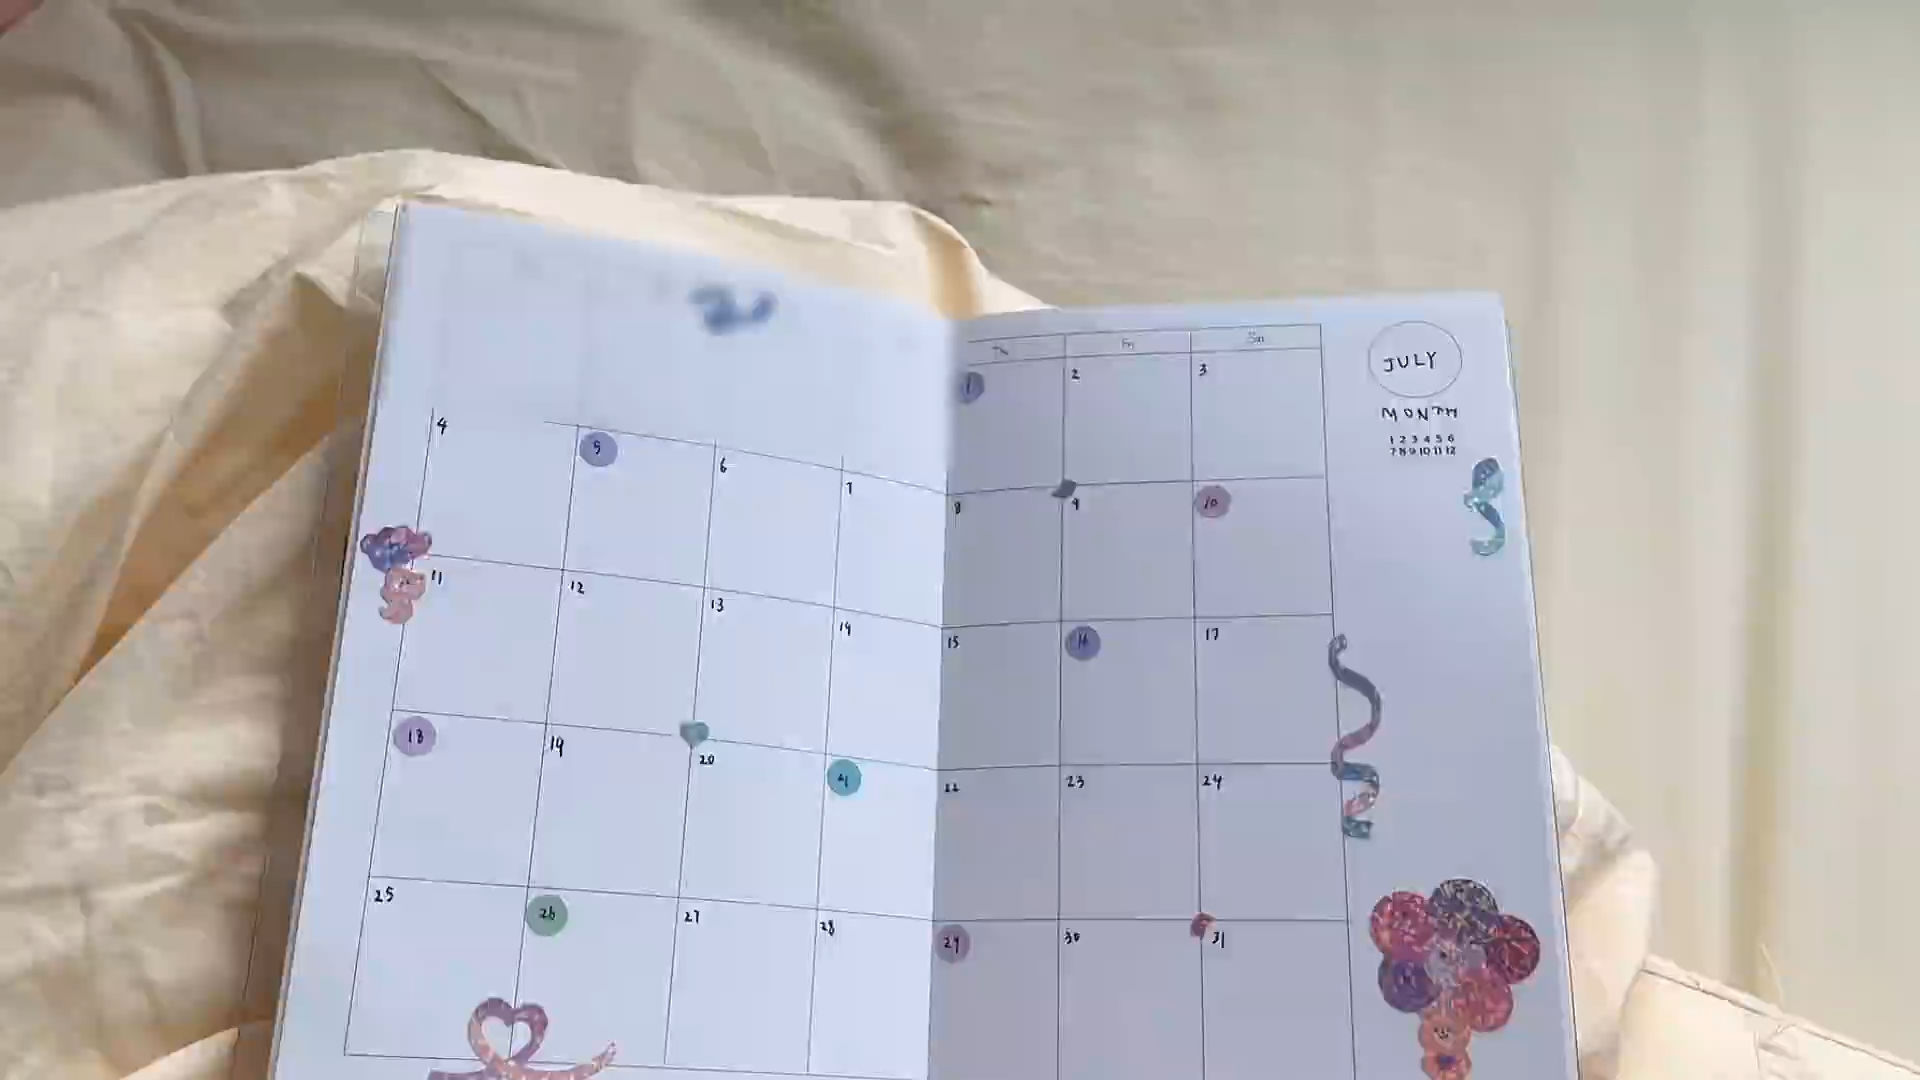 Th Fri Sat
1 2 3
JULY
MONTH
1 2 3 4 5 6
7 8 9 10 11 12
4 5 6 7 8 9 10
11 12 13 14 15 16 17
18 19 20 21 22 23 24
25 26 27 28 29 30 31